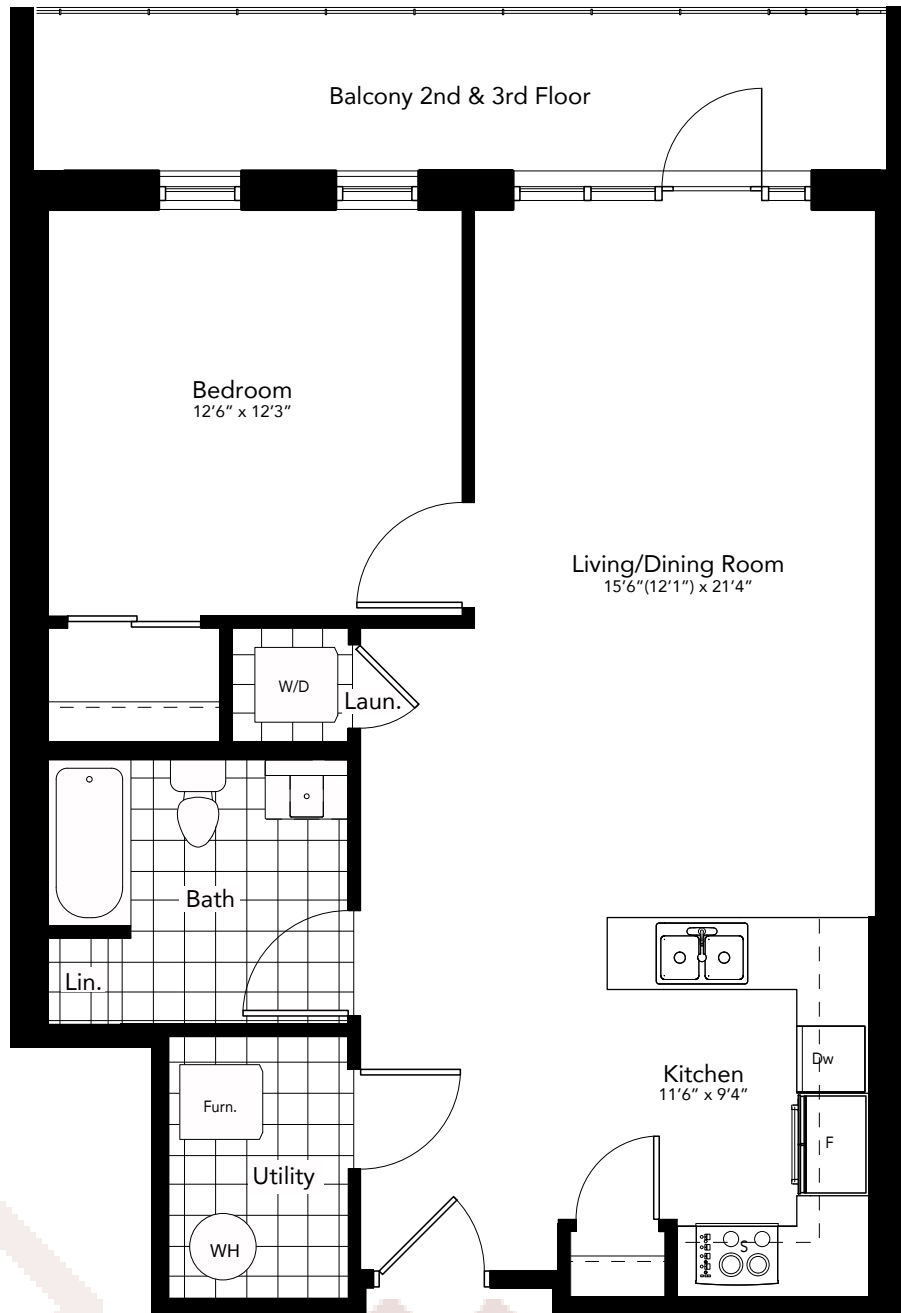 Balcony 2nd & 3rd Floor
Bedroom
12’6” x 12’3”
Living/Dining Room
15’6”(12’1”) x 21’4”
W/D
Laun.
Bath
Lin.
Kitchen
11’6” x 9’4”
Dw
F
Furn.
Utility
WH
S